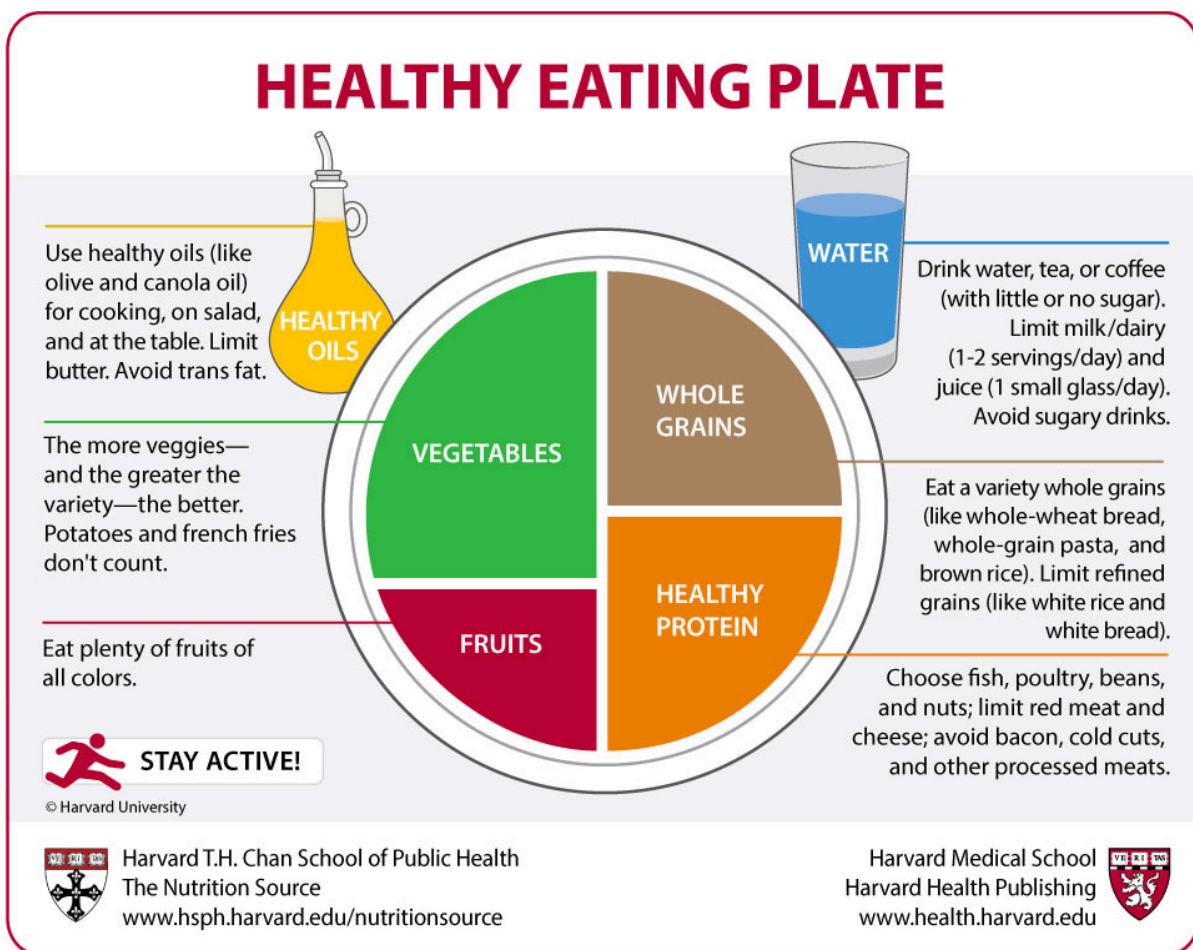 HEALTHY EATING PLATE
Use healthy oils (like
olive and canola oil)
for cooking, on salad,
and at the table. Limit
butter. Avoid trans fat.
HEALTHY
OILS
The more veggies—
and the greater the
variety—the better.
Potatoes and french fries
don't count.
Eat plenty of fruits of
all colors.
VEGETABLES
FRUITS
WHOLE
GRAINS
HEALTHY
PROTEIN
WATER
Drink water, tea, or coffee
(with little or no sugar).
Limit milk/dairy
(1-2 servings/day) and
juice (1 small glass/day).
Avoid sugary drinks.
Eat a variety whole grains
(like whole-wheat bread,
whole-grain pasta, and
brown rice). Limit refined
grains (like white rice and
white bread).
Choose fish, poultry, beans,
and nuts; limit red meat and
cheese; avoid bacon, cold cuts,
and other processed meats.
STAY ACTIVE!
© Harvard University
Harvard T.H. Chan School of Public Health
The Nutrition Source
www.hsph.harvard.edu/nutritionsource
Harvard Medical School
Harvard Health Publishing
www.health.harvard.edu
VE RI TAS